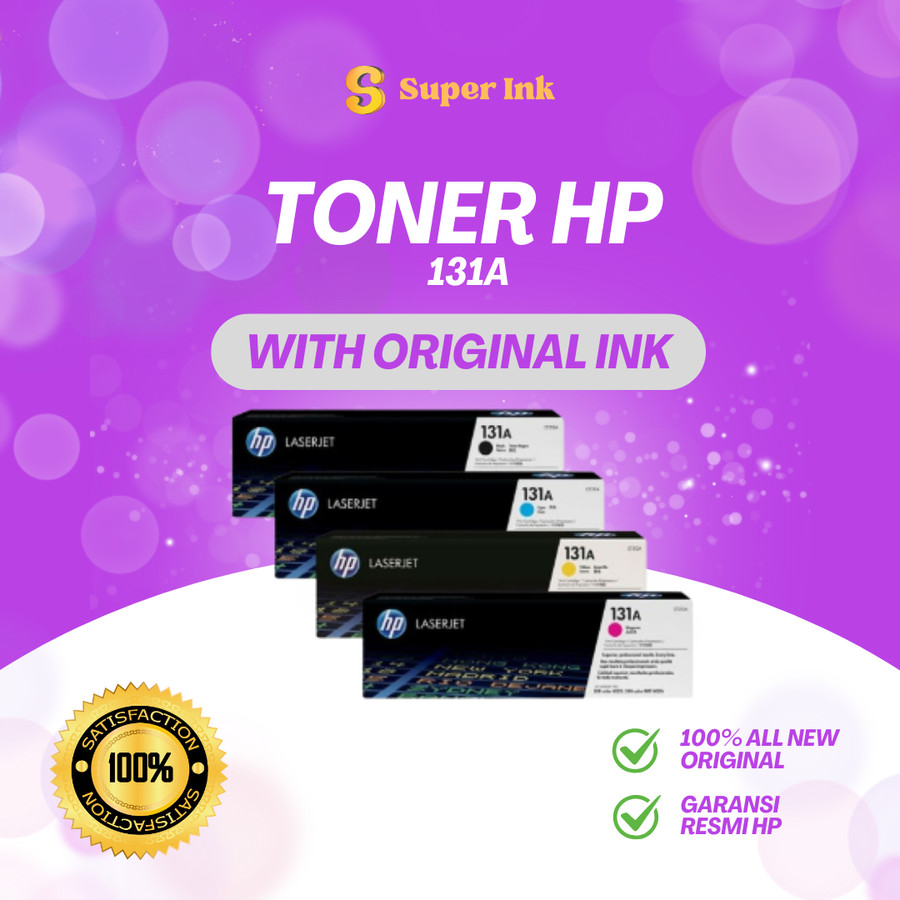 Super Ink
TONER HP
131A
WITH ORIGINAL INK
hp LASERJET
131A
hp LASERJET
131A
hp LASERJET
131A
hp LASERJET
131A
SATISFACTION
100%
SATISFACTION
100% ALL NEW
ORIGINAL
GARANSI
RESMI HP